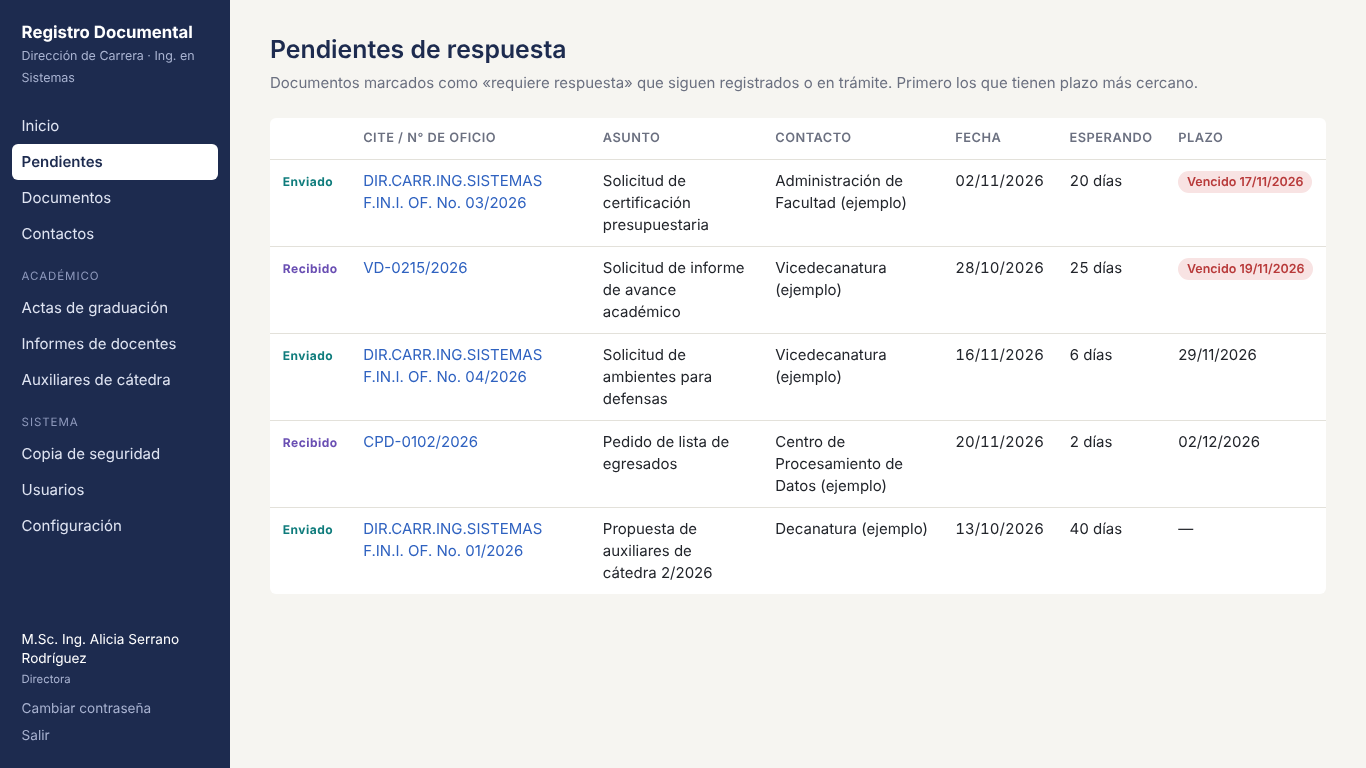 Registro Documental
Dirección de Carrera · Ing. en
Sistemas
Inicio
Pendientes
Documentos
Contactos
ACADÉMICO
Actas de graduación
Informes de docentes
Auxiliares de cátedra
SISTEMA
Copia de seguridad
Usuarios
Configuración
M.Sc. Ing. Alicia Serrano
Rodríguez
Directora
Cambiar contraseña
Salir
Pendientes de respuesta
Documentos marcados como «requiere respuesta» que siguen registrados o en trámite. Primero los que tienen plazo más cercano.
CITE / Nº DE OFICIO ASUNTO CONTACTO FECHA ESPERANDO PLAZO
Enviado DIR.CARR.ING.SISTEMAS Solicitud de Administración de 02/11/2026 20 días Vencido 17/11/2026
F.IN.I. OF. No. 03/2026 certificación Facultad (ejemplo)
presupuestaria
Recibido VD-0215/2026 Solicitud de informe Vicedecanatura 28/10/2026 25 días Vencido 19/11/2026
de avance (ejemplo)
académico
Enviado DIR.CARR.ING.SISTEMAS Solicitud de Vicedecanatura 16/11/2026 6 días 29/11/2026
F.IN.I. OF. No. 04/2026 ambientes para (ejemplo)
defensas
Recibido CPD-0102/2026 Pedido de lista de Centro de 20/11/2026 2 días 02/12/2026
egresados Procesamiento de
Datos (ejemplo)
Enviado DIR.CARR.ING.SISTEMAS Propuesta de Decanatura (ejemplo) 13/10/2026 40 días —
F.IN.I. OF. No. 01/2026 auxiliares de
cátedra 2/2026